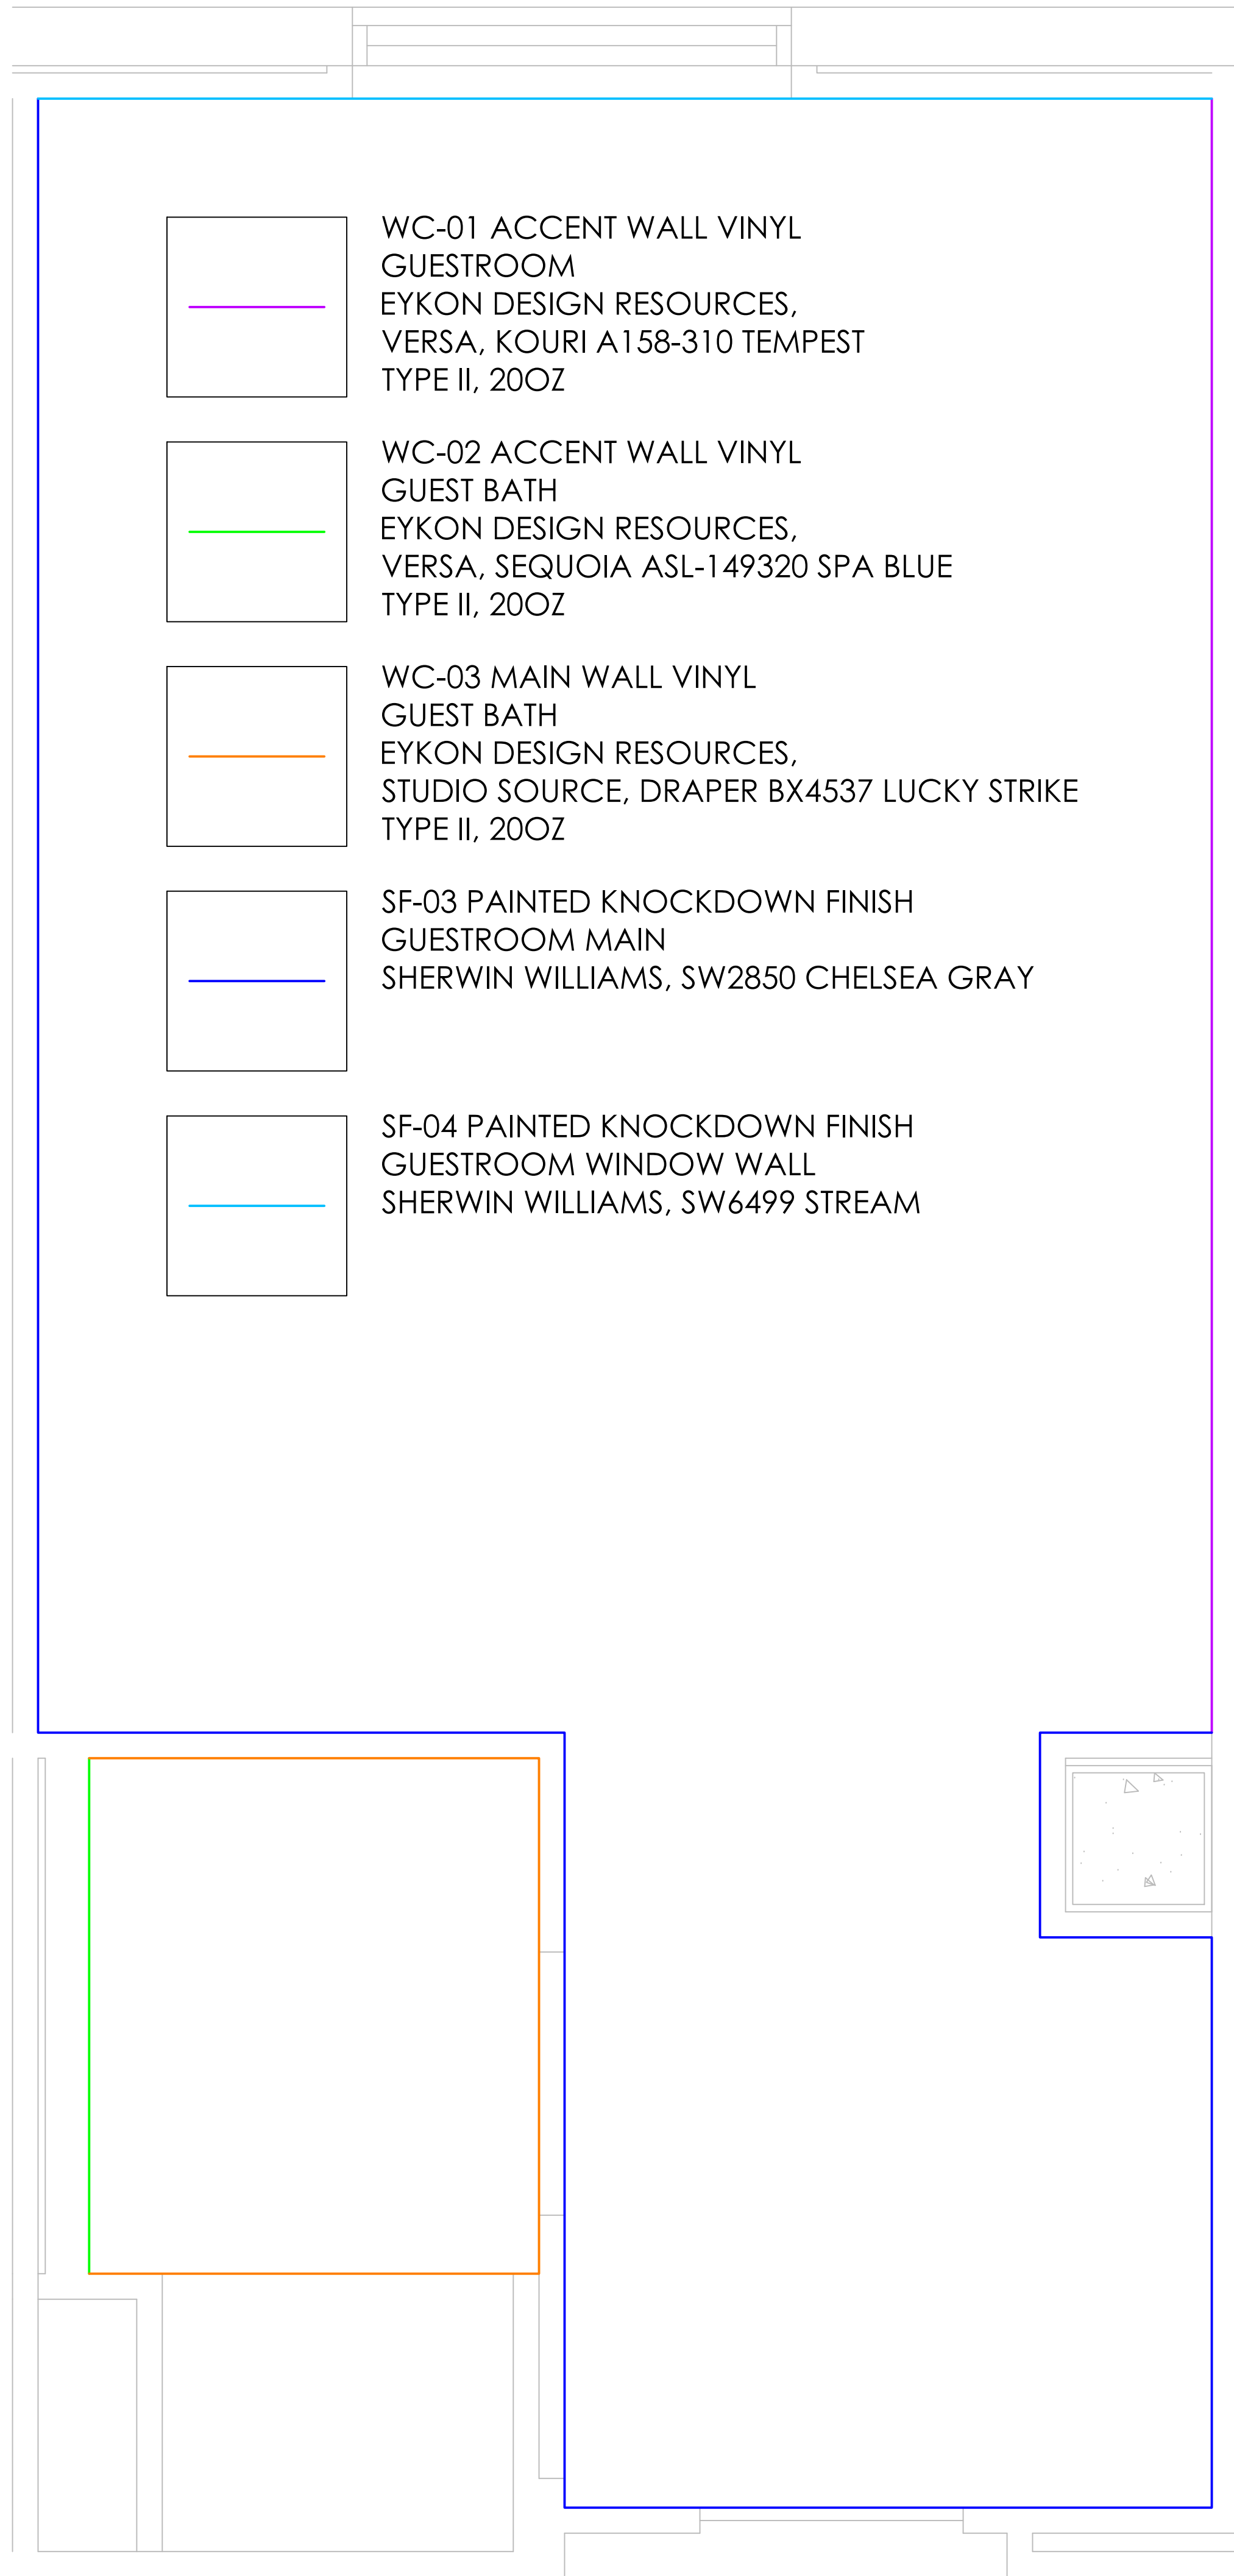 WC-01 ACCENT WALL VINYL
GUESTROOM
EYKON DESIGN RESOURCES,
VERSA, KOURI A158-310 TEMPEST
TYPE II, 20OZ
WC-02 ACCENT WALL VINYL
GUEST BATH
EYKON DESIGN RESOURCES,
VERSA, SEQUOIA ASL-149320 SPA BLUE
TYPE II, 20OZ
WC-03 MAIN WALL VINYL
GUEST BATH
EYKON DESIGN RESOURCES,
STUDIO SOURCE, DRAPER BX4537 LUCKY STRIKE
TYPE II, 20OZ
SF-03 PAINTED KNOCKDOWN FINISH
GUESTROOM MAIN
SHERWIN WILLIAMS, SW2850 CHELSEA GRAY
SF-04 PAINTED KNOCKDOWN FINISH
GUESTROOM WINDOW WALL
SHERWIN WILLIAMS, SW6499 STREAM